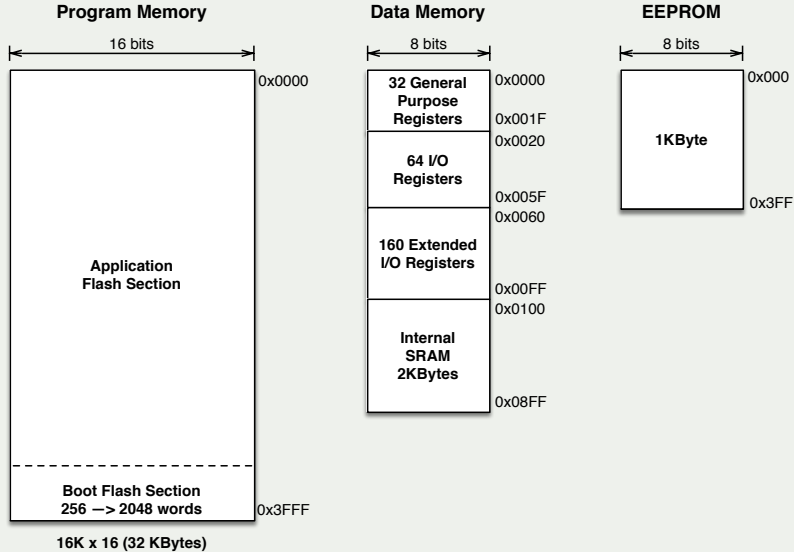 Program Memory
16 bits
0x0000
Application
Flash Section
Boot Flash Section
256 —> 2048 words
0x3FFF
16K x 16 (32 KBytes)
Data Memory
8 bits
32 General
Purpose
Registers
0x0000
0x001F
64 I/O
Registers
0x0020
0x005F
160 Extended
I/O Registers
0x0060
0x00FF
Internal
SRAM
2KBytes
0x0100
0x08FF
EEPROM
8 bits
0x000
1KByte
0x3FF